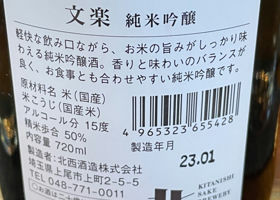 文楽 純米吟醸
軽快な飲み口ながら、お米の旨みがしっかり味
わえる純米吟醸酒。香りと味わいのバランスが
良く、お食事とも合わせやすい純米吟醸です。
原材料名 米(国産)
米こうじ(国産米)
アルコール分 15度
精米歩合 50%
内容量 720ml
製造者:北西酒造株式会社
埼玉県上尾市上町2-5-5
TEL 048-771-0011
4965323655428
製造年月
23.01
KITANISHI
SAKE
BREWERY